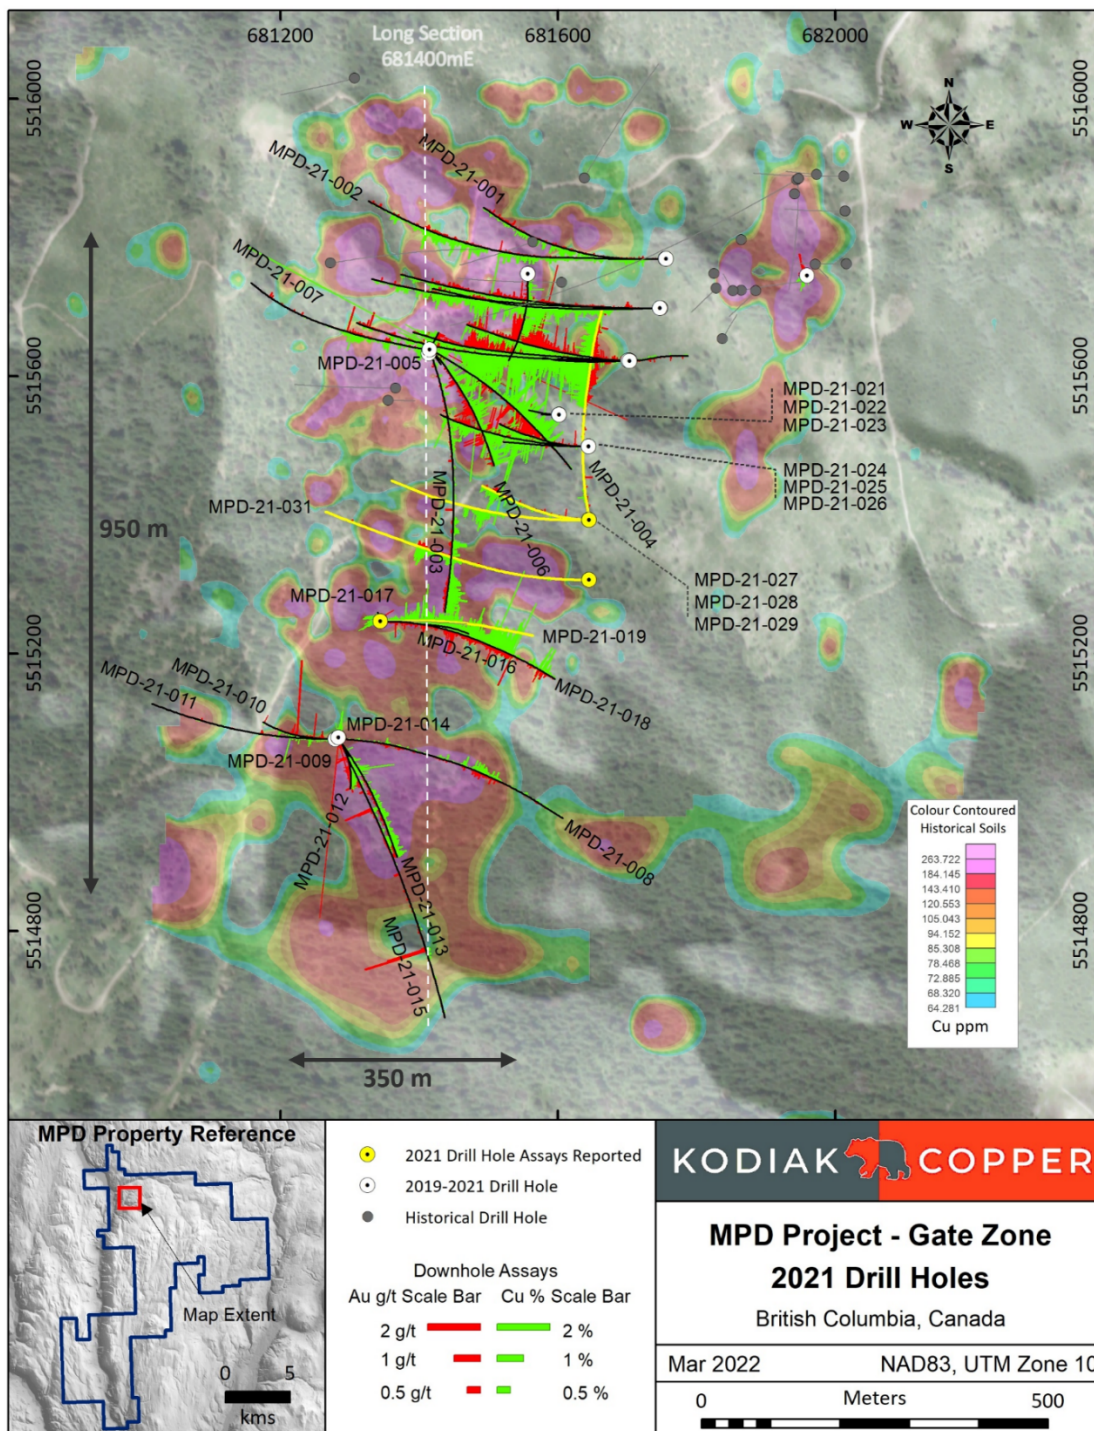 681200
681600
682000
Long Section
681400mE
5516000
5515600
5515200
5514800
5516000
5515600
5515200
5514800
N
W
E
S
MPD-21-001
MPD-21-002
MPD-21-007
MPD-21-005
MPD-21-021
MPD-21-022
MPD-21-023
MPD-21-024
MPD-21-025
MPD-21-026
MPD-21-004
MPD-21-003
MPD-21-006
MPD-21-031
950 m
MPD-21-027
MPD-21-028
MPD-21-029
MPD-21-017
MPD-21-019
MPD-21-016
MPD-21-018
MPD-21-010
MPD-21-011
MPD-21-014
MPD-21-009
MPD-21-012
MPD-21-008
MPD-21-013
MPD-21-015
350 m
Colour Contoured
Historical Soils
263.722
184.145
143.410
120.553
105.043
94.152
85.308
78.468
72.885
68.320
64.281
Cu ppm
MPD Property Reference
Map Extent
0 5
kms
2021 Drill Hole Assays Reported
2019-2021 Drill Hole
Historical Drill Hole
Downhole Assays
Au g/t Scale Bar Cu % Scale Bar
2 g/t 2 %
1 g/t 1 %
0.5 g/t 0.5 %
KODIAK COPPER
MPD Project - Gate Zone
2021 Drill Holes
British Columbia, Canada
Mar 2022 NAD83, UTM Zone 10
0 Meters 500